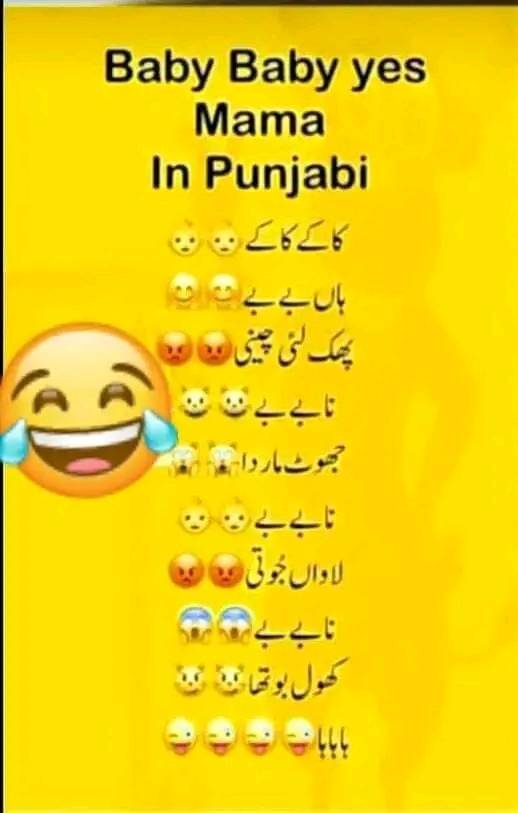 Baby Baby yes
Mama
In Punjabi
کاکے کاکے 👶👶
ہاں بے بے 🤗🤗
پھک لئی چینی 😡😡
نا بے بے 😺😺
جھوٹ مار دا 🙀🙀
نا بے بے 👶👶
لاواں جُوتی 😡😡
نا بے بے 😱😱
کھول بوتھا 😺😺
ہاہاہا 😜😜😜😜